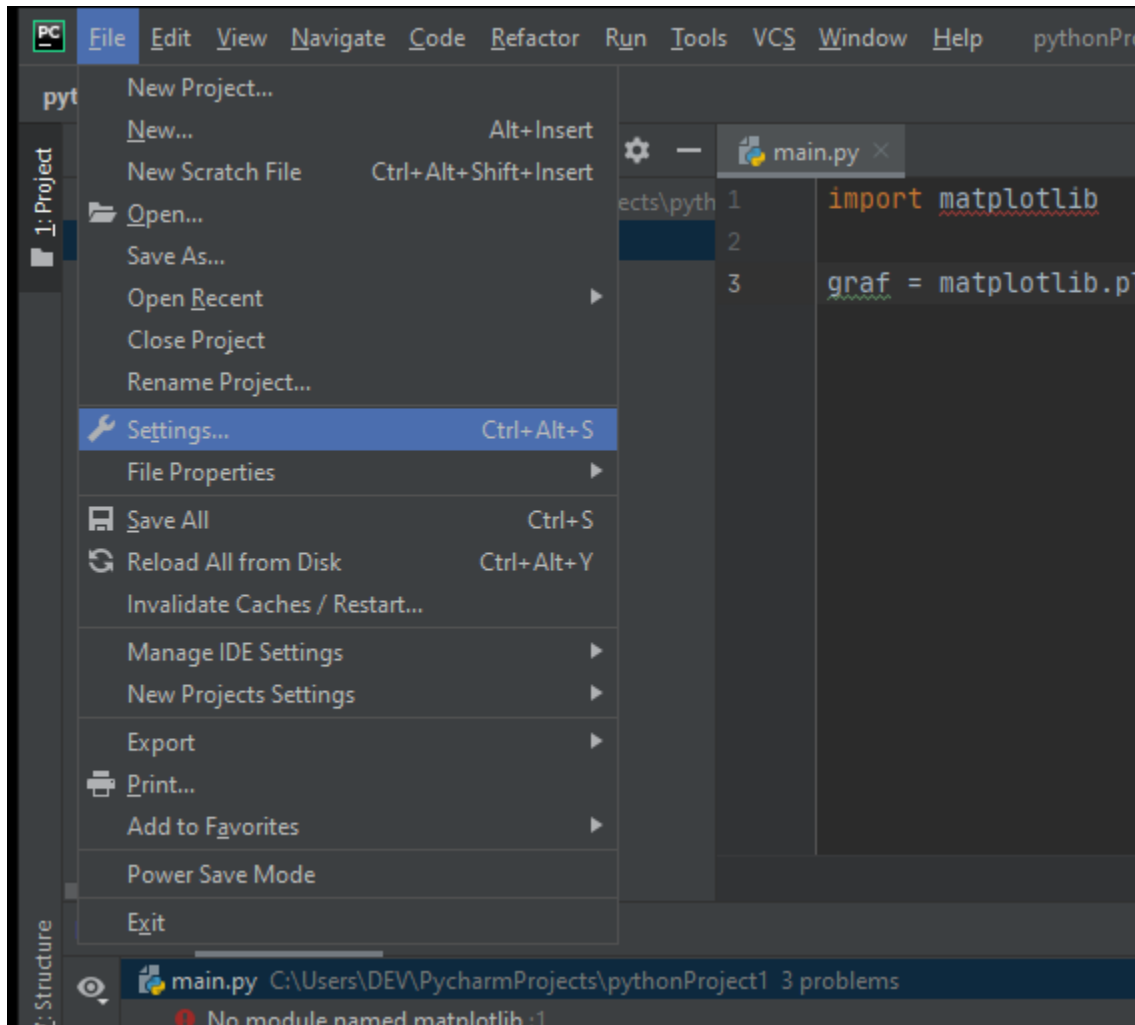 PC File Edit View Navigate Code Refactor Run Tools VCS Window Help pythonPr
pyt
1: Project
New Project...
New... Alt+Insert
New Scratch File Ctrl+Alt+Shift+Insert
Open...
Save As...
Open Recent
Close Project
Rename Project...
Settings... Ctrl+Alt+S
File Properties
Save All Ctrl+S
Reload All from Disk Ctrl+Alt+Y
Invalidate Caches / Restart...
Manage IDE Settings
New Projects Settings
Export
Print...
Add to Favorites
Power Save Mode
Exit
ects\pyth
main.py
1 import matplotlib
2
3 graf = matplotlib.pl
Structure
main.py C:\Users\DEV\PycharmProjects\pythonProject1 3 problems
No module named matplotlib :1